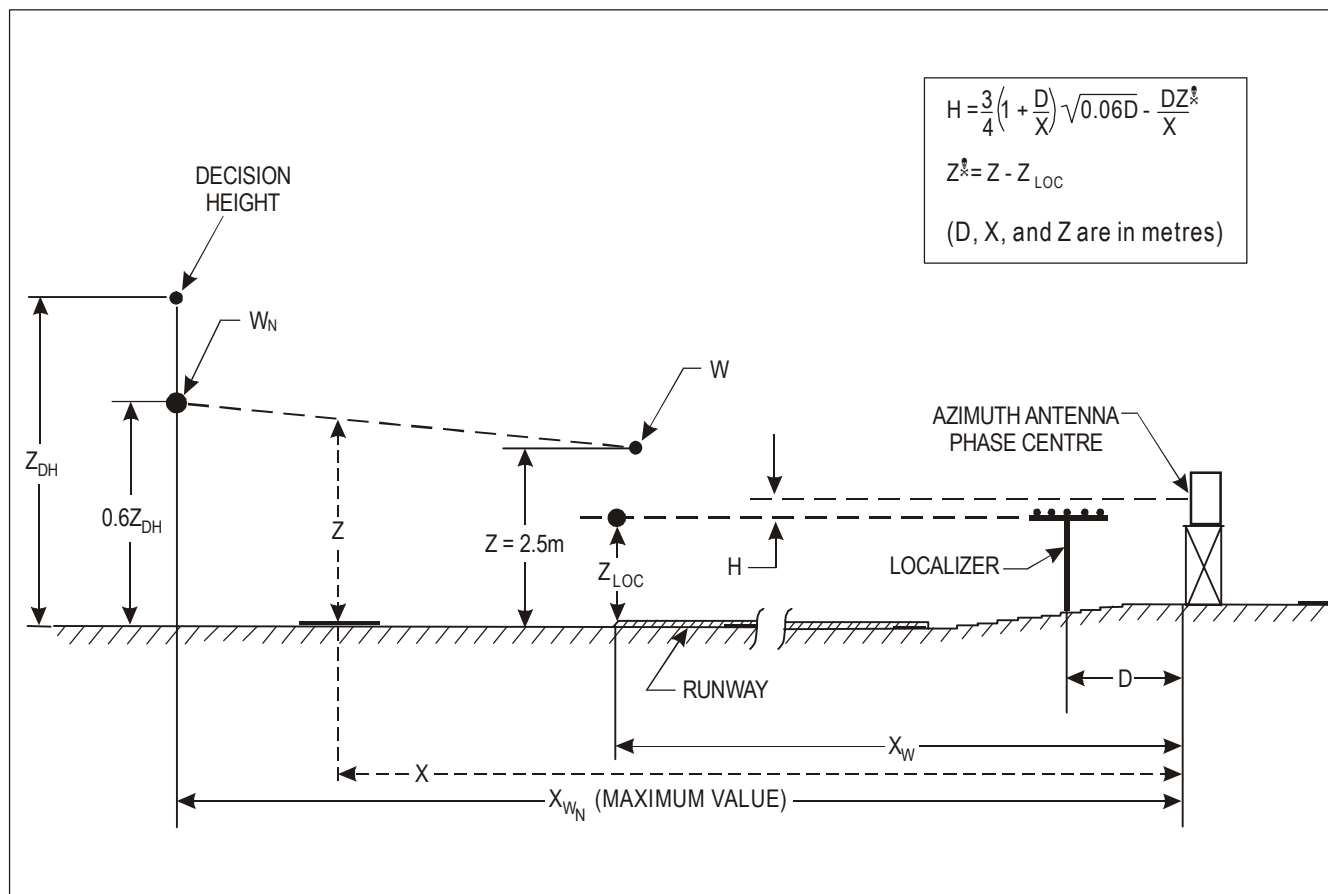 H = 3/4 (1 + D/X) √0.06D - DZ☠/X
Z☠ = Z - Z LOC
(D, X, and Z are in metres)
DECISION
HEIGHT
W_N
W
AZIMUTH ANTENNA
PHASE CENTRE
Z_DH
0.6Z_DH
Z
Z = 2.5m
Z_LOC
H
LOCALIZER
RUNWAY
D
X_W
X
X_W_N (MAXIMUM VALUE)